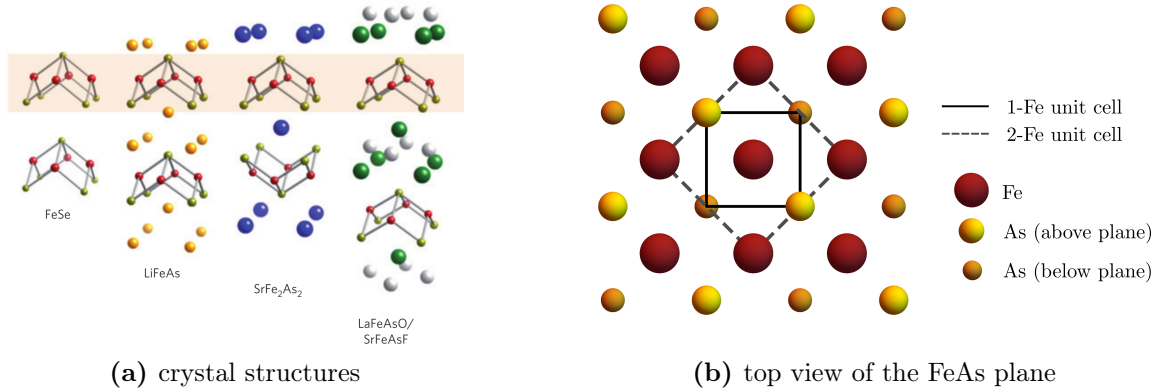 FeSe
LiFeAs
SrFe₂As₂
LaFeAsO/
SrFeAsF
(a) crystal structures
1-Fe unit cell
2-Fe unit cell
Fe
As (above plane)
As (below plane)
(b) top view of the FeAs plane